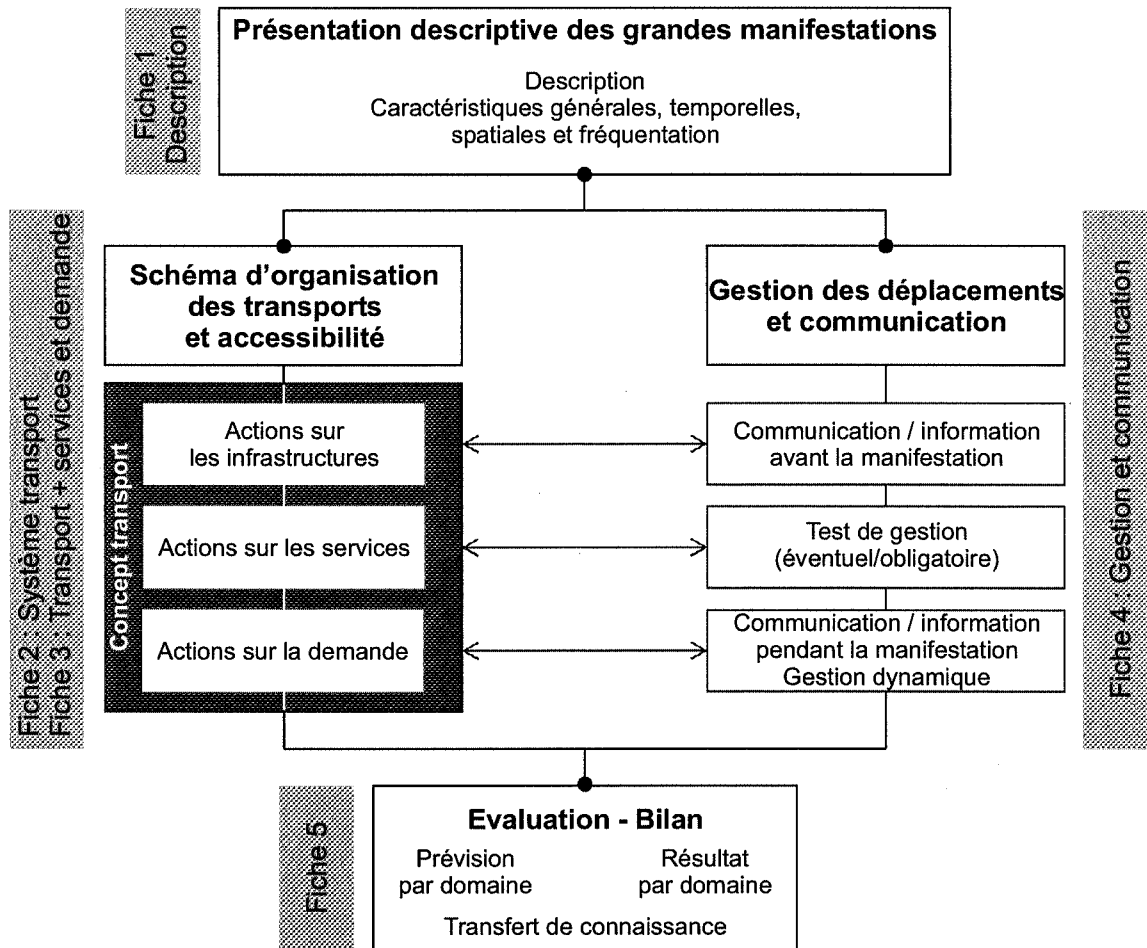 Fiche 1
Description
Présentation descriptive des grandes manifestations
Description
Caractéristiques générales, temporelles,
spatiales et fréquentation
Fiche 2 : Système transport
Fiche 3 : Transport + services et demande
Schéma d'organisation
des transports
et accessibilité
Gestion des déplacements
et communication
Fiche 4 : Gestion et communication
Concept transport
Actions sur
les infrastructures
Communication / information
avant la manifestation
Actions sur les services
Test de gestion
(éventuel/obligatoire)
Actions sur la demande
Communication / information
pendant la manifestation
Gestion dynamique
Fiche 5
Evaluation - Bilan
Prévision
par domaine
Résultat
par domaine
Transfert de connaissance